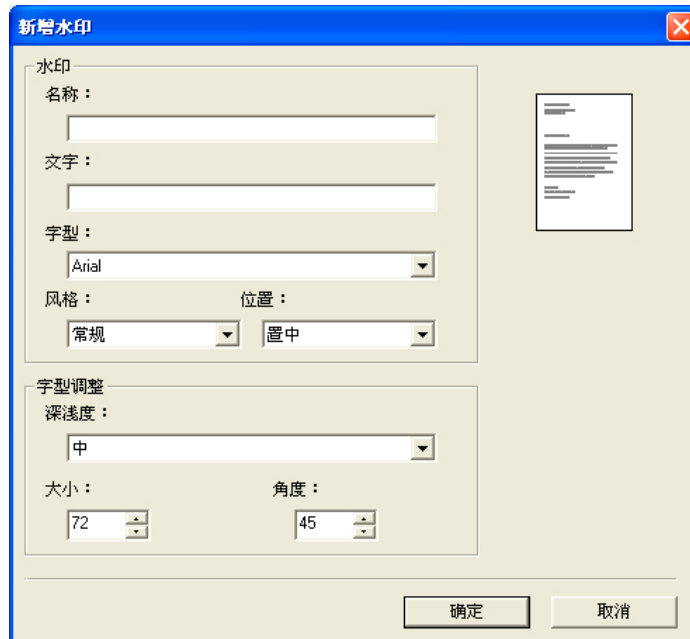 新增水印
水印
名称：
文字：
字型：
Arial
风格： 位置：
常规 置中
字型调整
深浅度：
中
大小： 角度：
72 45
确定 取消